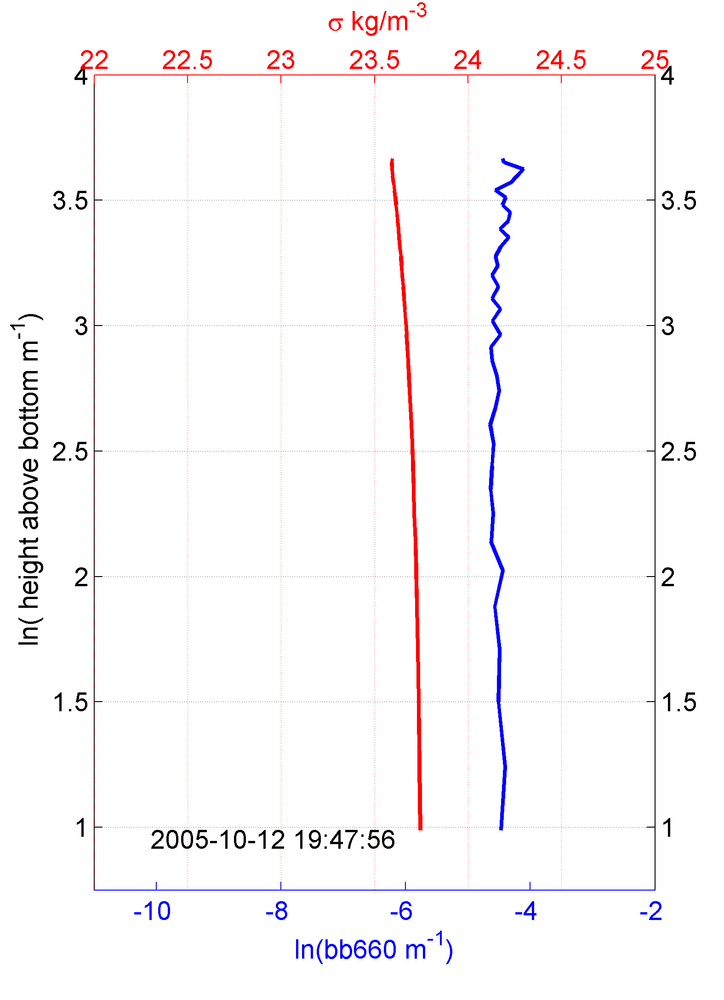 σ kg/m-3
22 22.5 23 23.5 24 24.5 25
4 4
3.5 3.5
3 3
2.5 2.5
2 2
1.5 1.5
1 1
ln( height above bottom m-1)
2005-10-12 19:47:56
-10 -8 -6 -4 -2
ln(bb660 m-1)